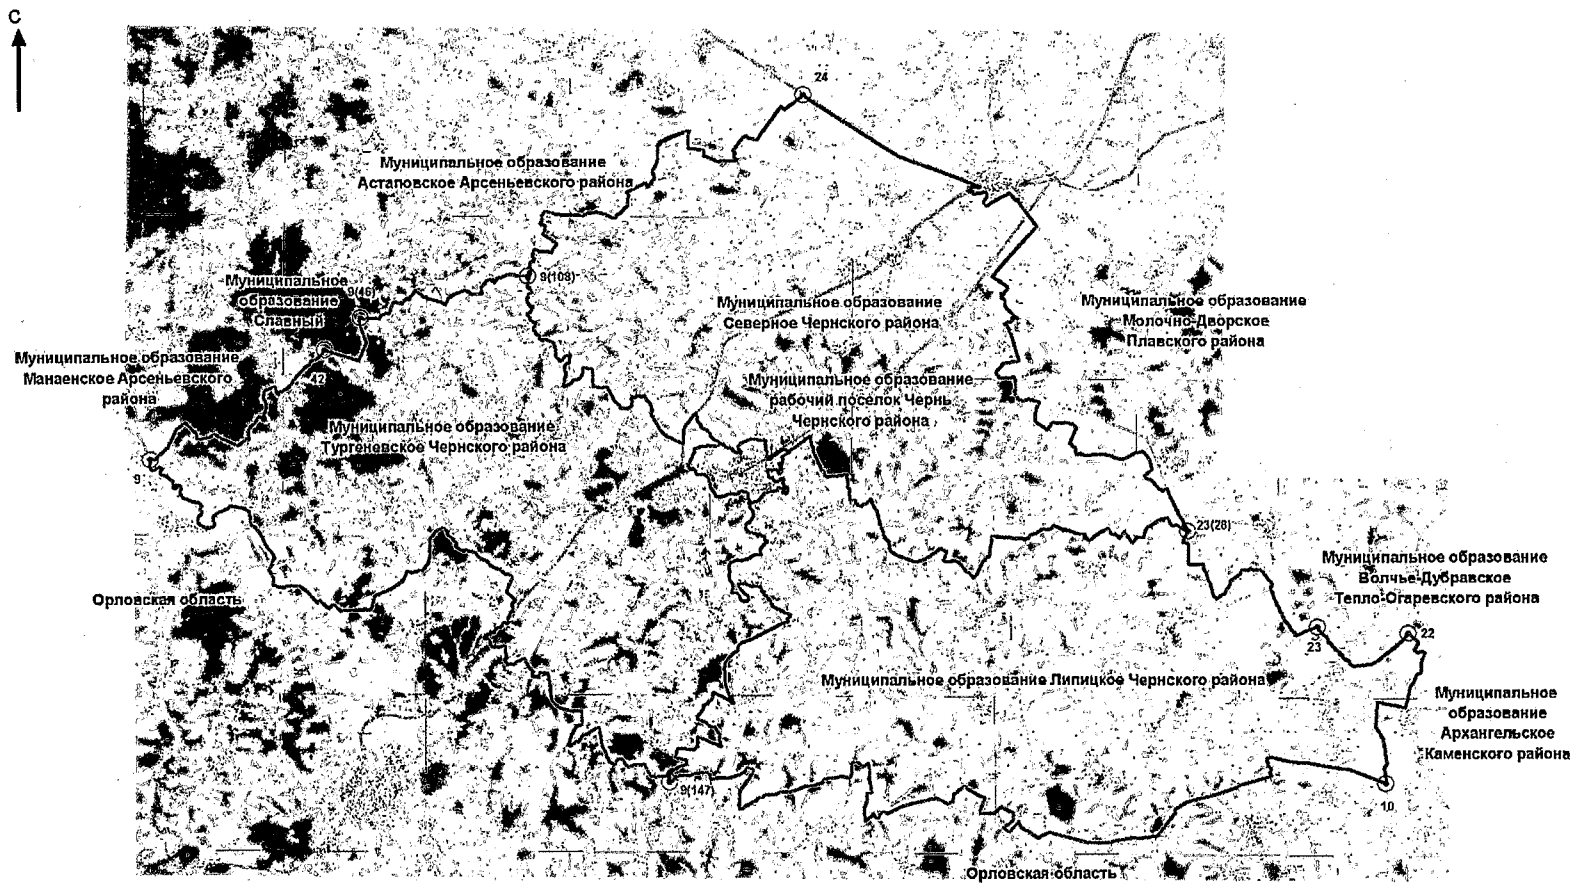 С
24
Муниципальное образование
Астаповское Арсеньевского района
9(108)
Муниципальное
образование
Славный
9(46)
Муниципальное образование
Северное Чернского района
Муниципальное образование
Молочно-Дворское
Плавского района
Муниципальное образование
Манаенское Арсеньевского
района
42
Муниципальное образование
рабочий поселок Чернь
Чернского района
Муниципальное образование
Тургеневское Чернского района
9
23(28)
Муниципальное образование
Волчье-Дубравское
Тепло-Огаревского района
Орловская область
22
23
Муниципальное образование Липицкое Чернского района
Муниципальное
образование
Архангельское
Каменского района
9(147)
10
Орловская область